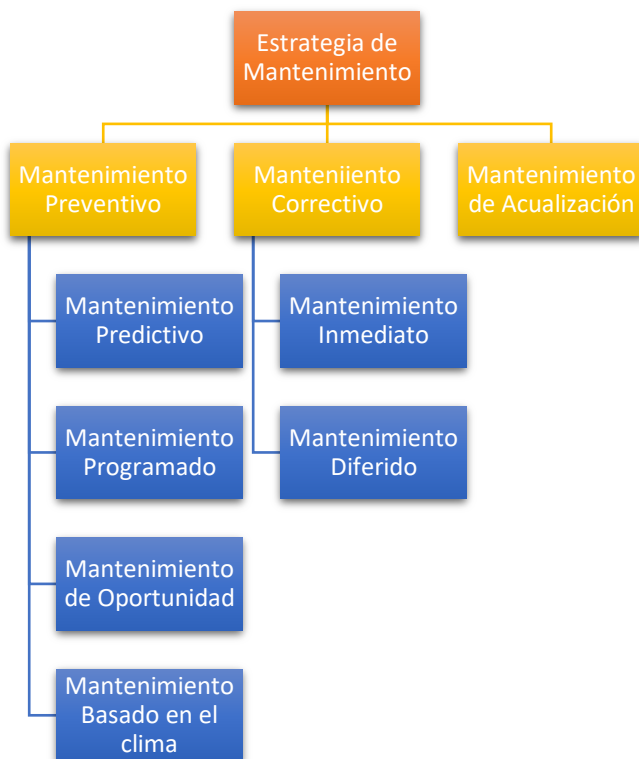 Estrategia de
Mantenimiento
Mantenimiento
Preventivo
Manteniiento
Correctivo
Mantenimiento
de Acualización
Mantenimiento
Predictivo
Mantenimiento
Inmediato
Mantenimiento
Programado
Mantenimiento
Diferido
Mantenimiento
de Oportunidad
Mantenimiento
Basado en el
clima